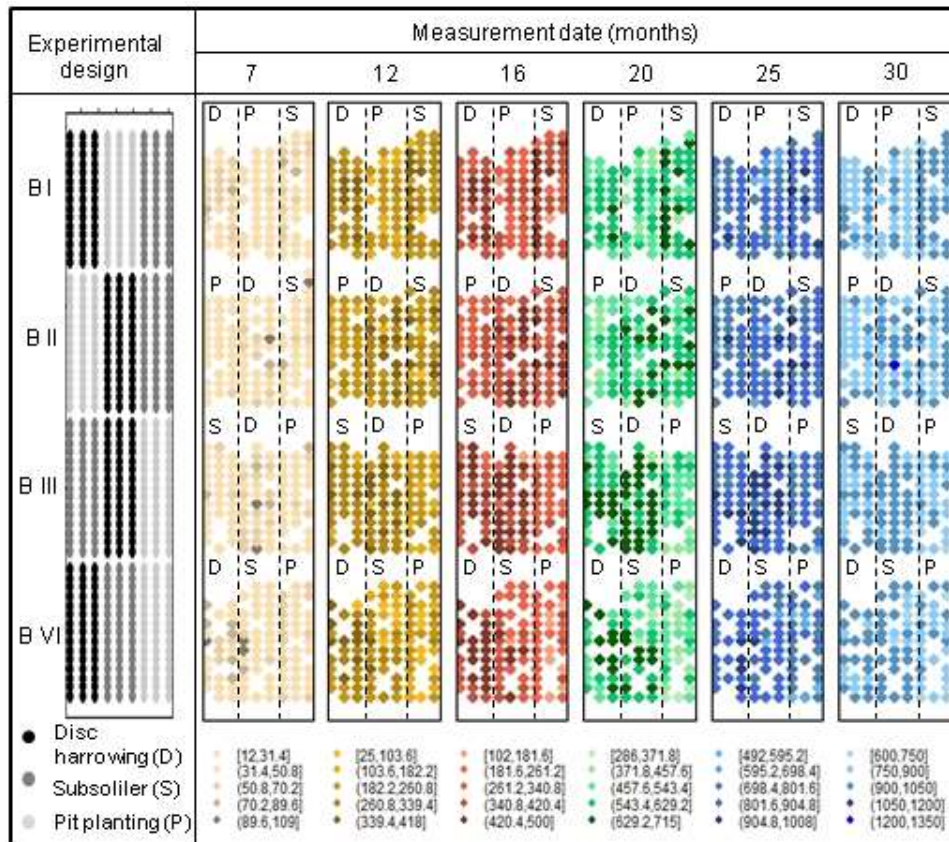 Experimental design
Measurement date (months)
7 12 16 20 25 30
D P S D P S D P S D P S D P S D P S
B I
P D S P D S P D S P D S P D S P D S
B II
S D P S D P S D P S D P S D P S D P
B III
D S P D S P D S P D S P D S P D S P
B VI
Disc harrowing (D)
Subsoliler (S)
Pit planting (P)
[12,31.4]
(31.4,50.8]
(50.8,70.2]
(70.2,89.6]
(89.6,109]
[25,103.6]
(103.6,182.2]
(182.2,260.8]
(260.8,339.4]
(339.4,418]
[102,181.6]
(181.6,261.2]
(261.2,340.8]
(340.8,420.4]
(420.4,500]
[286,371.8]
(371.8,457.6]
(457.6,543.4]
(543.4,629.2]
(629.2,715]
[492,595.2]
(595.2,698.4]
(698.4,801.6]
(801.6,904.8]
(904.8,1008]
[600,750]
(750,900]
(900,1050]
(1050,1200]
(1200,1350]